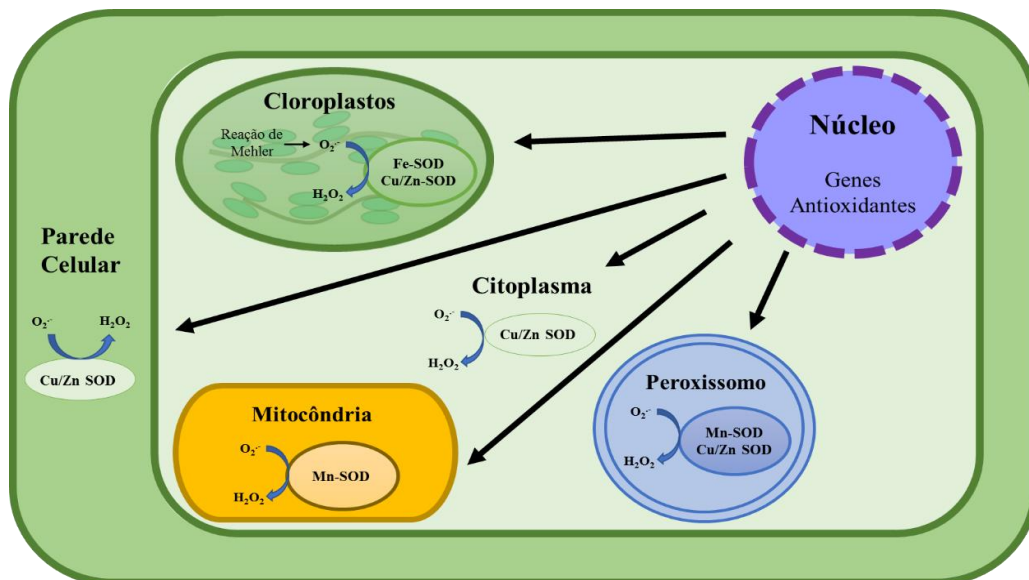 Cloroplastos
Reação de
Mehler
O₂·-
H₂O₂
Fe-SOD
Cu/Zn-SOD
Núcleo
Genes
Antioxidantes
Parede
Celular
O₂·-
H₂O₂
Cu/Zn SOD
Citoplasma
O₂·-
H₂O₂
Cu/Zn SOD
Mitocôndria
O₂·-
H₂O₂
Mn-SOD
Peroxissomo
O₂·-
H₂O₂
Mn-SOD
Cu/Zn SOD